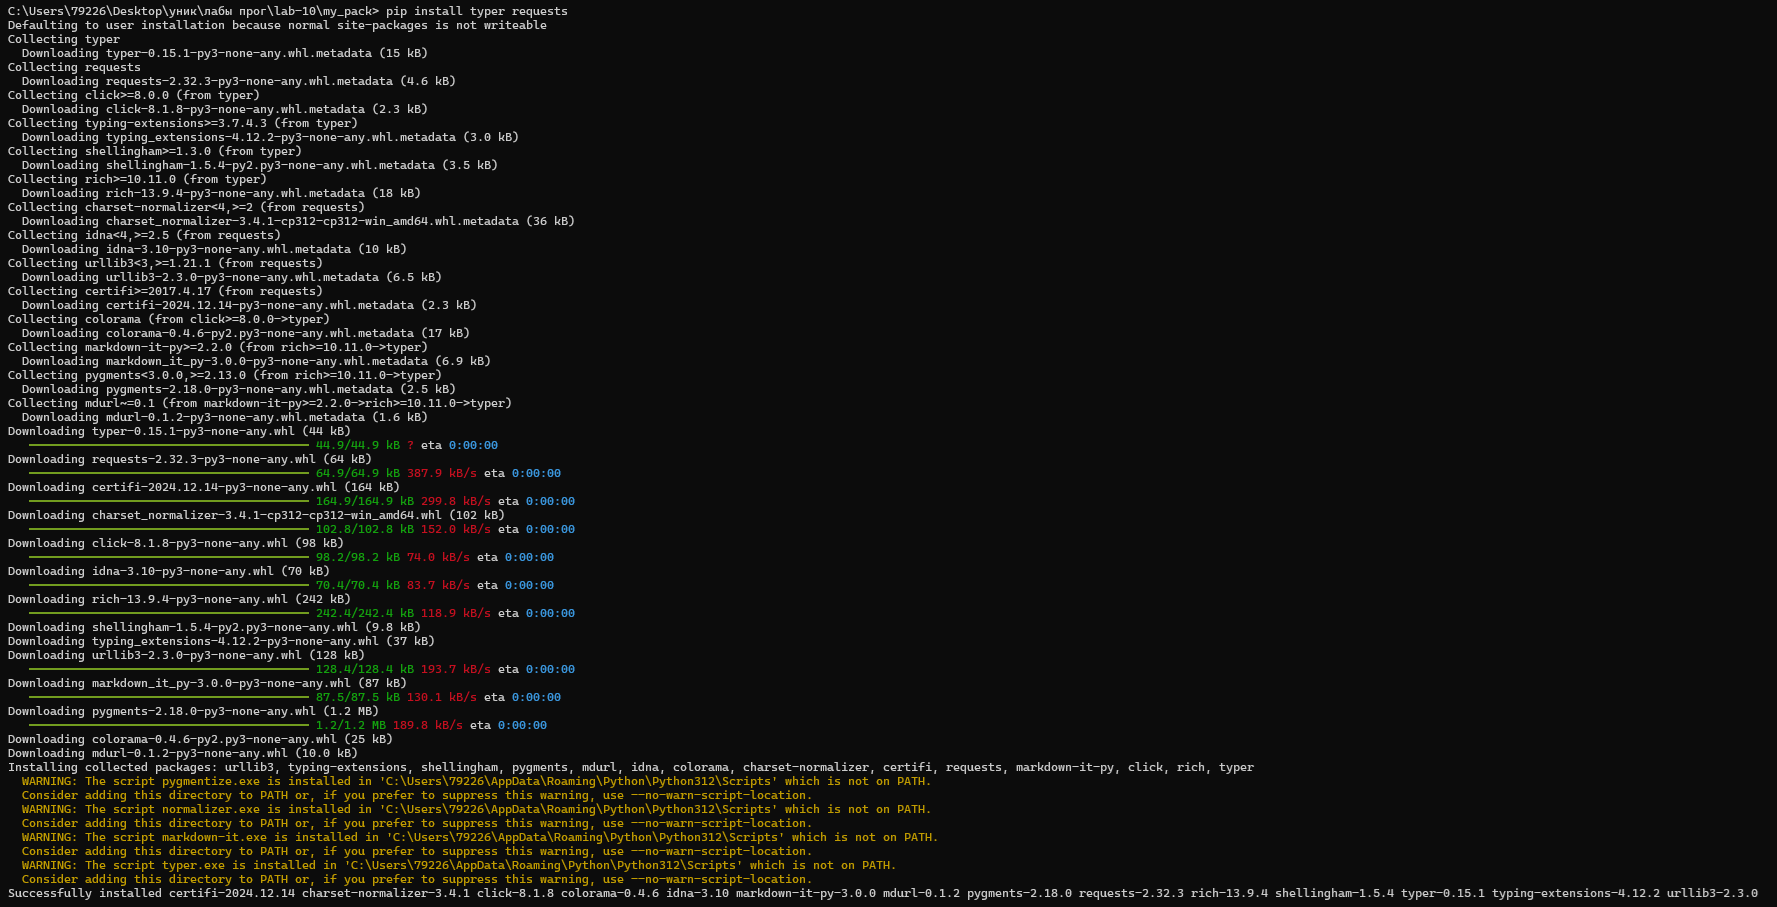 C:\Users\79226\Desktop\уник\лабы прог\lab-10\my_pack> pip install typer requests
Defaulting to user installation because normal site-packages is not writeable
Collecting typer
  Downloading typer-0.15.1-py3-none-any.whl.metadata (15 kB)
Collecting requests
  Downloading requests-2.32.3-py3-none-any.whl.metadata (4.6 kB)
Collecting click>=8.0.0 (from typer)
  Downloading click-8.1.8-py3-none-any.whl.metadata (2.3 kB)
Collecting typing-extensions>=3.7.4.3 (from typer)
  Downloading typing_extensions-4.12.2-py3-none-any.whl.metadata (3.0 kB)
Collecting shellingham>=1.3.0 (from typer)
  Downloading shellingham-1.5.4-py2.py3-none-any.whl.metadata (3.5 kB)
Collecting rich>=10.11.0 (from typer)
  Downloading rich-13.9.4-py3-none-any.whl.metadata (18 kB)
Collecting charset-normalizer<4,>=2 (from requests)
  Downloading charset_normalizer-3.4.1-cp312-cp312-win_amd64.whl.metadata (36 kB)
Collecting idna<4,>=2.5 (from requests)
  Downloading idna-3.10-py3-none-any.whl.metadata (10 kB)
Collecting urllib3<3,>=1.21.1 (from requests)
  Downloading urllib3-2.3.0-py3-none-any.whl.metadata (6.5 kB)
Collecting certifi>=2017.4.17 (from requests)
  Downloading certifi-2024.12.14-py3-none-any.whl.metadata (2.3 kB)
Collecting colorama (from click>=8.0.0->typer)
  Downloading colorama-0.4.6-py2.py3-none-any.whl.metadata (17 kB)
Collecting markdown-it-py>=2.2.0 (from rich>=10.11.0->typer)
  Downloading markdown_it_py-3.0.0-py3-none-any.whl.metadata (6.9 kB)
Collecting pygments<3.0.0,>=2.13.0 (from rich>=10.11.0->typer)
  Downloading pygments-2.18.0-py3-none-any.whl.metadata (2.5 kB)
Collecting mdurl~=0.1 (from markdown-it-py>=2.2.0->rich>=10.11.0->typer)
  Downloading mdurl-0.1.2-py3-none-any.whl.metadata (1.6 kB)
Downloading typer-0.15.1-py3-none-any.whl (44 kB)
44.9/44.9 kB ? eta 0:00:00
Downloading requests-2.32.3-py3-none-any.whl (64 kB)
64.9/64.9 kB 387.9 kB/s eta 0:00:00
Downloading certifi-2024.12.14-py3-none-any.whl (164 kB)
164.9/164.9 kB 299.8 kB/s eta 0:00:00
Downloading charset_normalizer-3.4.1-cp312-cp312-win_amd64.whl (102 kB)
102.8/102.8 kB 152.0 kB/s eta 0:00:00
Downloading click-8.1.8-py3-none-any.whl (98 kB)
98.2/98.2 kB 74.0 kB/s eta 0:00:00
Downloading idna-3.10-py3-none-any.whl (70 kB)
70.4/70.4 kB 83.7 kB/s eta 0:00:00
Downloading rich-13.9.4-py3-none-any.whl (242 kB)
242.4/242.4 kB 118.9 kB/s eta 0:00:00
Downloading shellingham-1.5.4-py2.py3-none-any.whl (9.8 kB)
Downloading typing_extensions-4.12.2-py3-none-any.whl (37 kB)
Downloading urllib3-2.3.0-py3-none-any.whl (128 kB)
128.4/128.4 kB 193.7 kB/s eta 0:00:00
Downloading markdown_it_py-3.0.0-py3-none-any.whl (87 kB)
87.5/87.5 kB 130.1 kB/s eta 0:00:00
Downloading pygments-2.18.0-py3-none-any.whl (1.2 MB)
1.2/1.2 MB 189.8 kB/s eta 0:00:00
Downloading colorama-0.4.6-py2.py3-none-any.whl (25 kB)
Downloading mdurl-0.1.2-py3-none-any.whl (10.0 kB)
Installing collected packages: urllib3, typing-extensions, shellingham, pygments, mdurl, idna, colorama, charset-normalizer, certifi, requests, markdown-it-py, click, rich, typer
  WARNING: The script pygmentize.exe is installed in 'C:\Users\79226\AppData\Roaming\Python\Python312\Scripts' which is not on PATH.
  Consider adding this directory to PATH or, if you prefer to suppress this warning, use --no-warn-script-location.
  WARNING: The script normalizer.exe is installed in 'C:\Users\79226\AppData\Roaming\Python\Python312\Scripts' which is not on PATH.
  Consider adding this directory to PATH or, if you prefer to suppress this warning, use --no-warn-script-location.
  WARNING: The script markdown-it.exe is installed in 'C:\Users\79226\AppData\Roaming\Python\Python312\Scripts' which is not on PATH.
  Consider adding this directory to PATH or, if you prefer to suppress this warning, use --no-warn-script-location.
  WARNING: The script typer.exe is installed in 'C:\Users\79226\AppData\Roaming\Python\Python312\Scripts' which is not on PATH.
  Consider adding this directory to PATH or, if you prefer to suppress this warning, use --no-warn-script-location.
Successfully installed certifi-2024.12.14 charset-normalizer-3.4.1 click-8.1.8 colorama-0.4.6 idna-3.10 markdown-it-py-3.0.0 mdurl-0.1.2 pygments-2.18.0 requests-2.32.3 rich-13.9.4 shellingham-1.5.4 typer-0.15.1 typing-extensions-4.12.2 urllib3-2.3.0